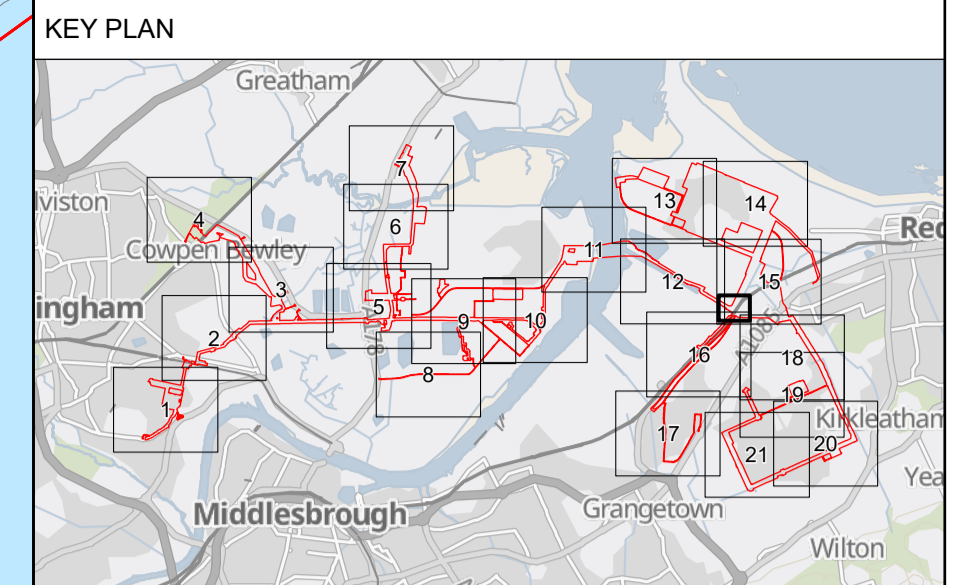 KEY PLAN
Greatham
7
lviston
4
13
14
6
Red
Cowpen Bewley
11
3
12
15
ingham
5
A178
9
10
2
A1085
16
18
8
1
19
Kirkleatham
17
21
20
Yea
Middlesbrough
Grangetown
Wilton